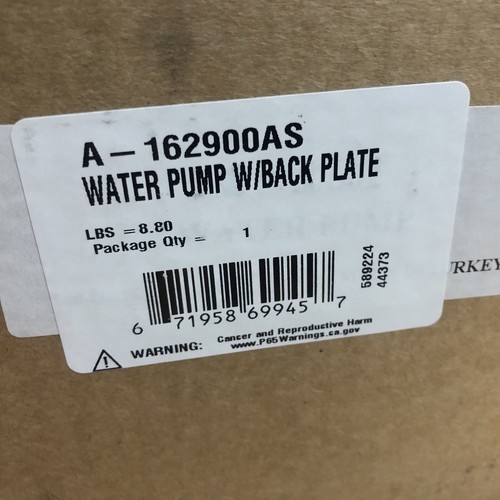 A-162900AS
WATER PUMP W/BACK PLATE
LBS = 8.80
Package Qty = 1
589224
44373
6 71958 69945 7
WARNING: Cancer and Reproductive Harm
www.P65Warnings.ca.gov